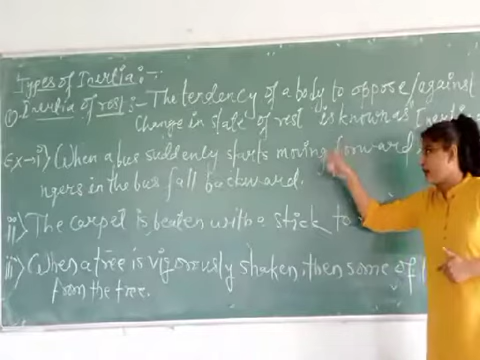 Types of Inertia :-
① Inertia of rest :- The tendency of a body to oppose/against
Change in state of rest is known as Inertia
Ex→ i) When a bus suddenly starts moving forward,
ngers in the bus fall backward.
ii) The carpet is beaten with a stick to
iii) When a tree is vigorously shaken, then some of
from the tree.